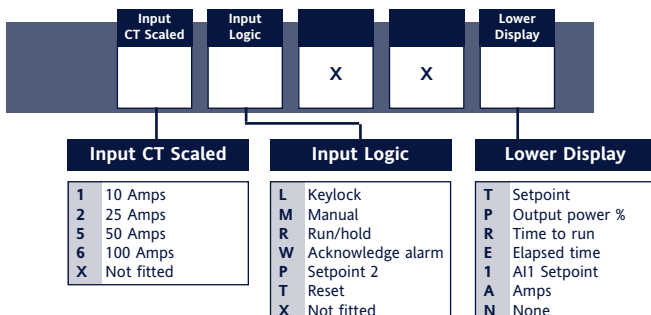 Input
CT Scaled
Input
Logic
Lower
Display
X
X
Input CT Scaled
1 10 Amps
2 25 Amps
5 50 Amps
6 100 Amps
X Not fitted
Input Logic
L Keylock
M Manual
R Run/hold
W Acknowledge alarm
P Setpoint 2
T Reset
X Not fitted
Lower Display
T Setpoint
P Output power %
R Time to run
E Elapsed time
1 AI1 Setpoint
A Amps
N None